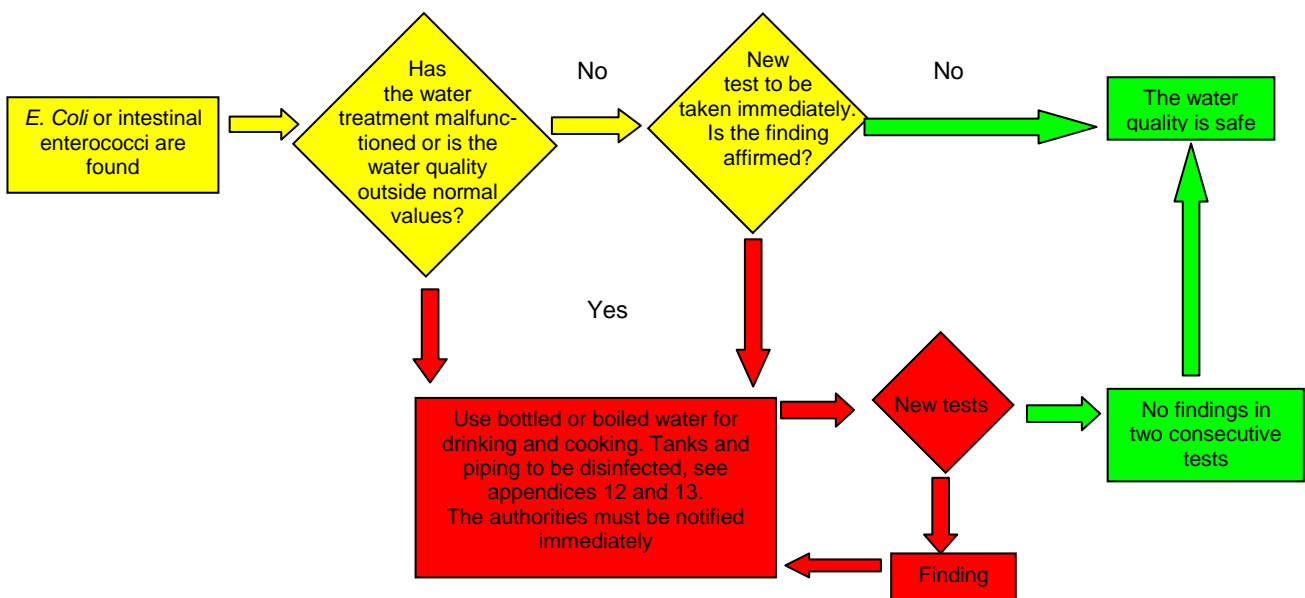 E. Coli or intestinal
enterococci are
found
Has
the water
treatment malfunc-
tioned or is the
water quality
outside normal
values?
No
New
test to be
taken immediately.
Is the finding
affirmed?
No
The water
quality is safe
Yes
Use bottled or boiled water for
drinking and cooking. Tanks and
piping to be disinfected, see
appendices 12 and 13.
The authorities must be notified
immediately
New tests
No findings in
two consecutive
tests
Finding